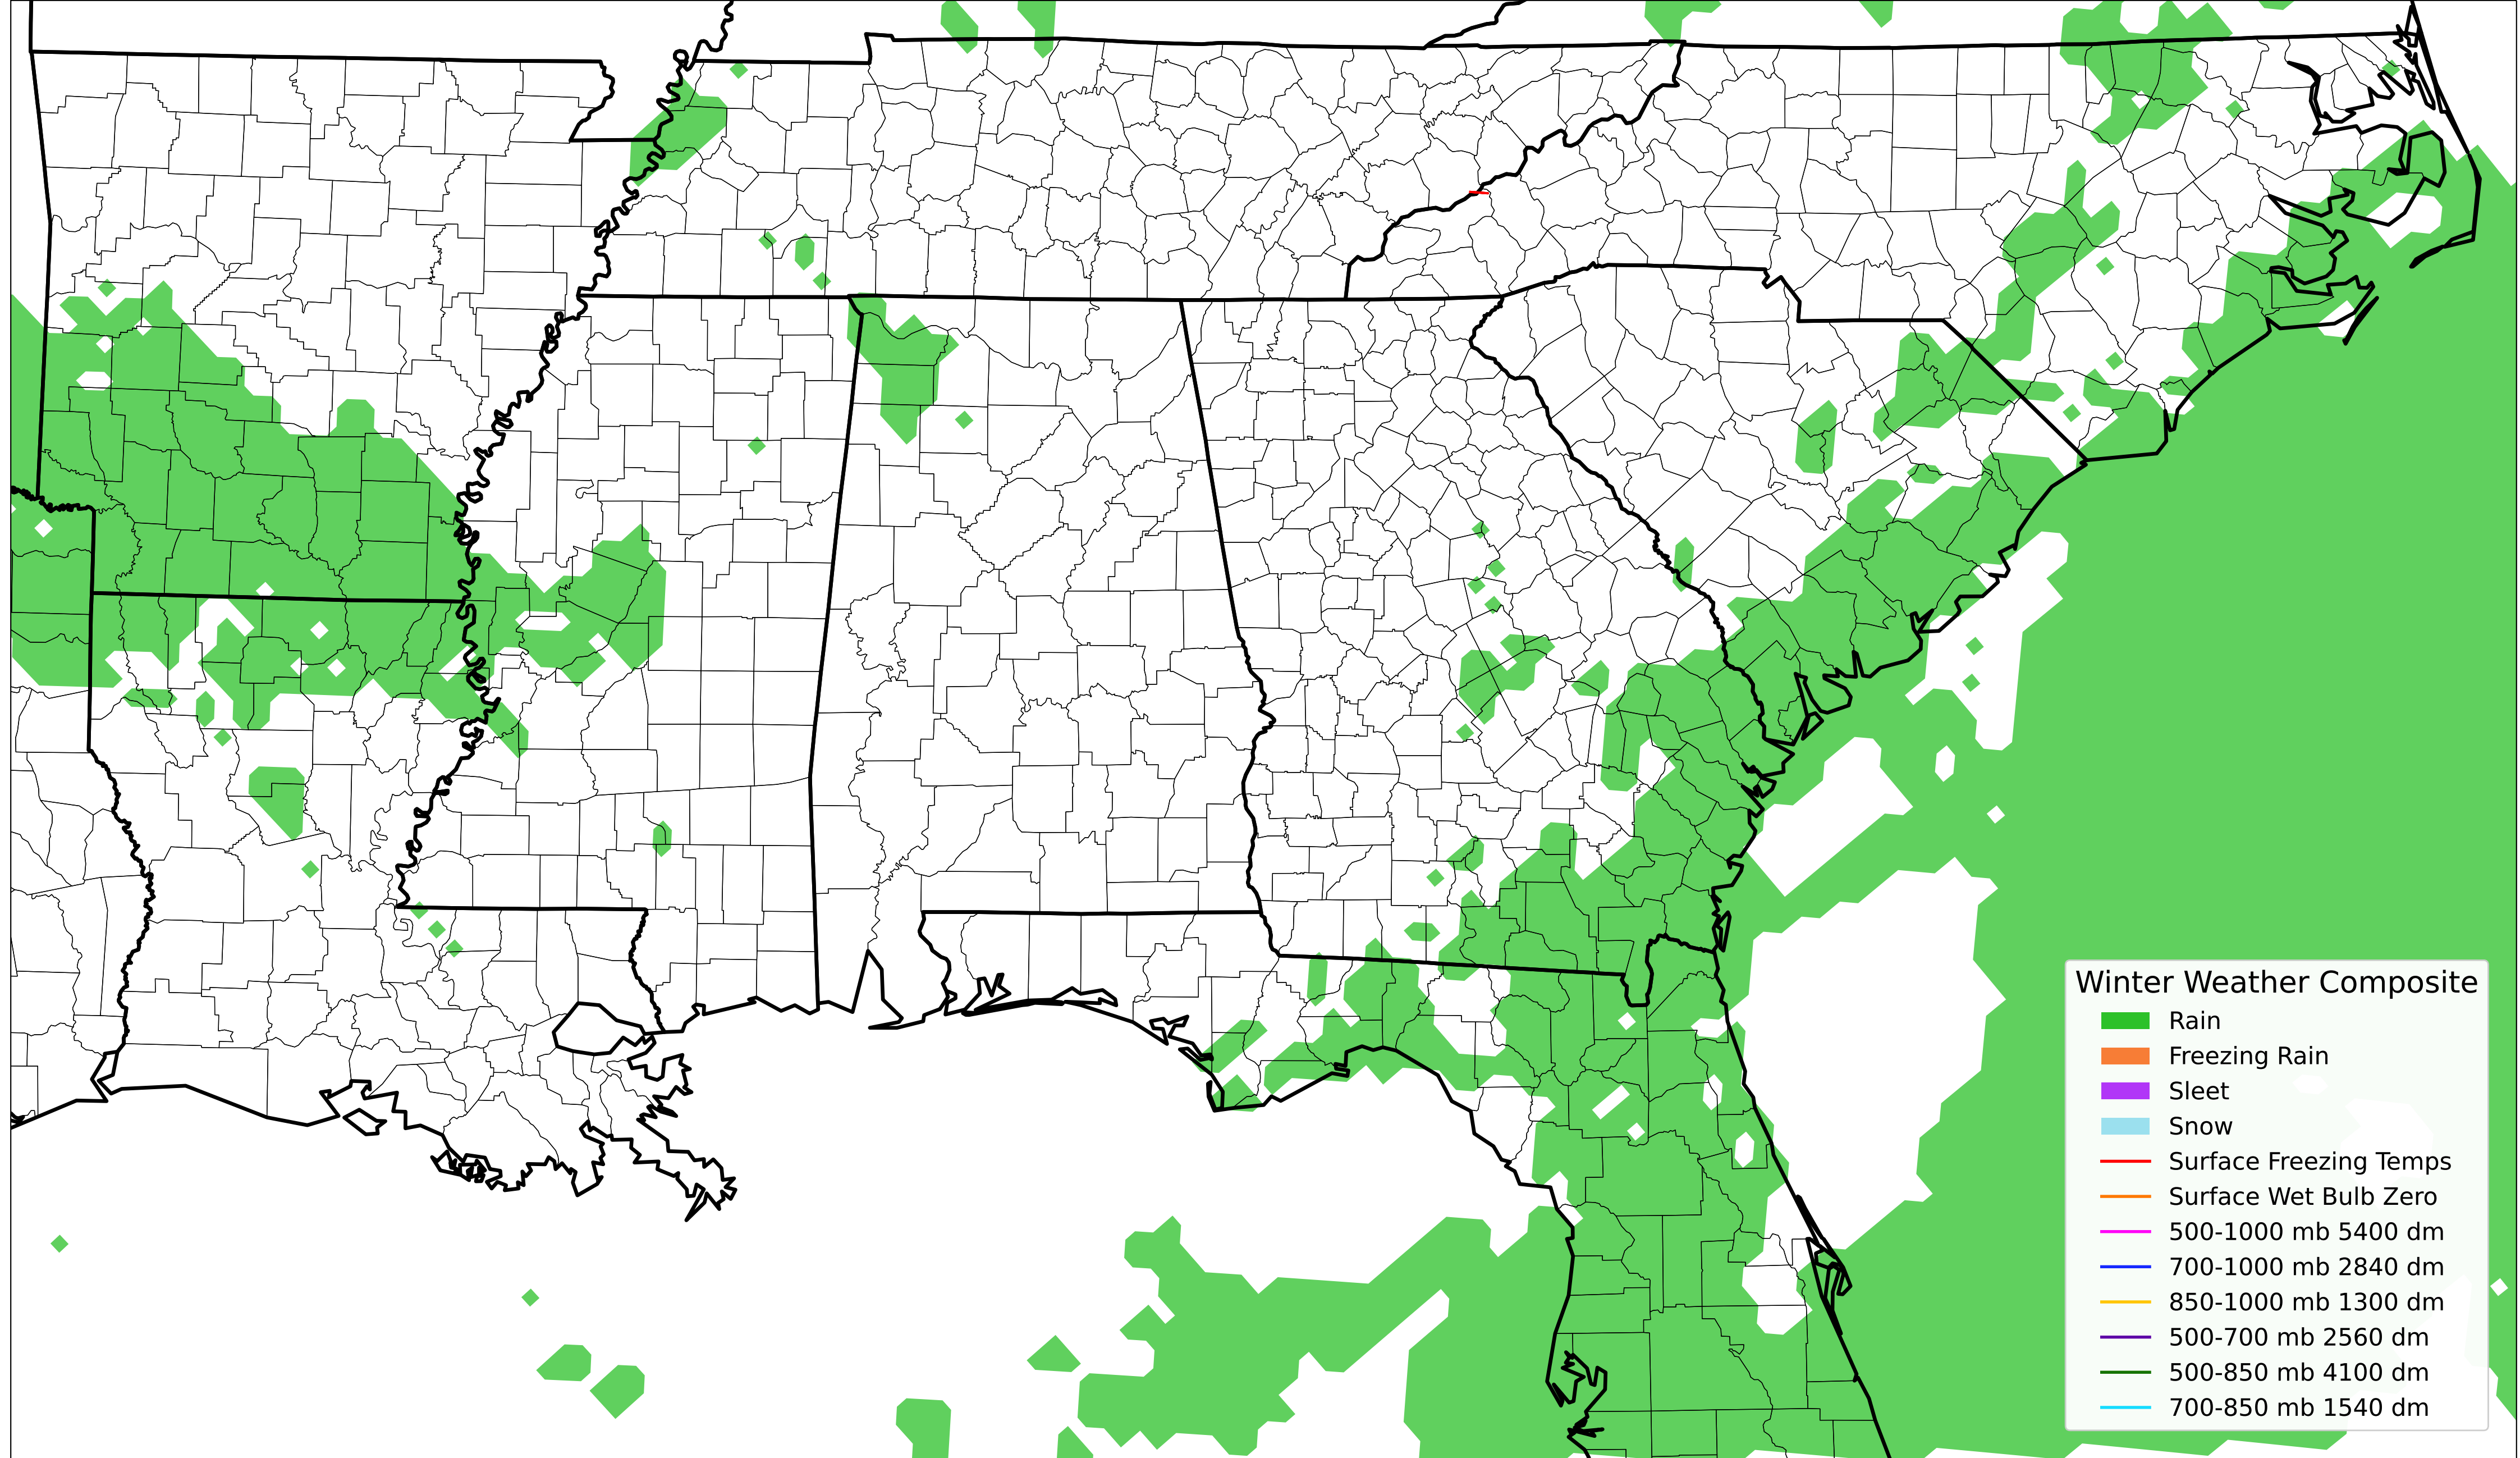 Winter Weather Composite
Rain
Freezing Rain
Sleet
Snow
Surface Freezing Temps
Surface Wet Bulb Zero
500-1000 mb 5400 dm
700-1000 mb 2840 dm
850-1000 mb 1300 dm
500-700 mb 2560 dm
500-850 mb 4100 dm
700-850 mb 1540 dm